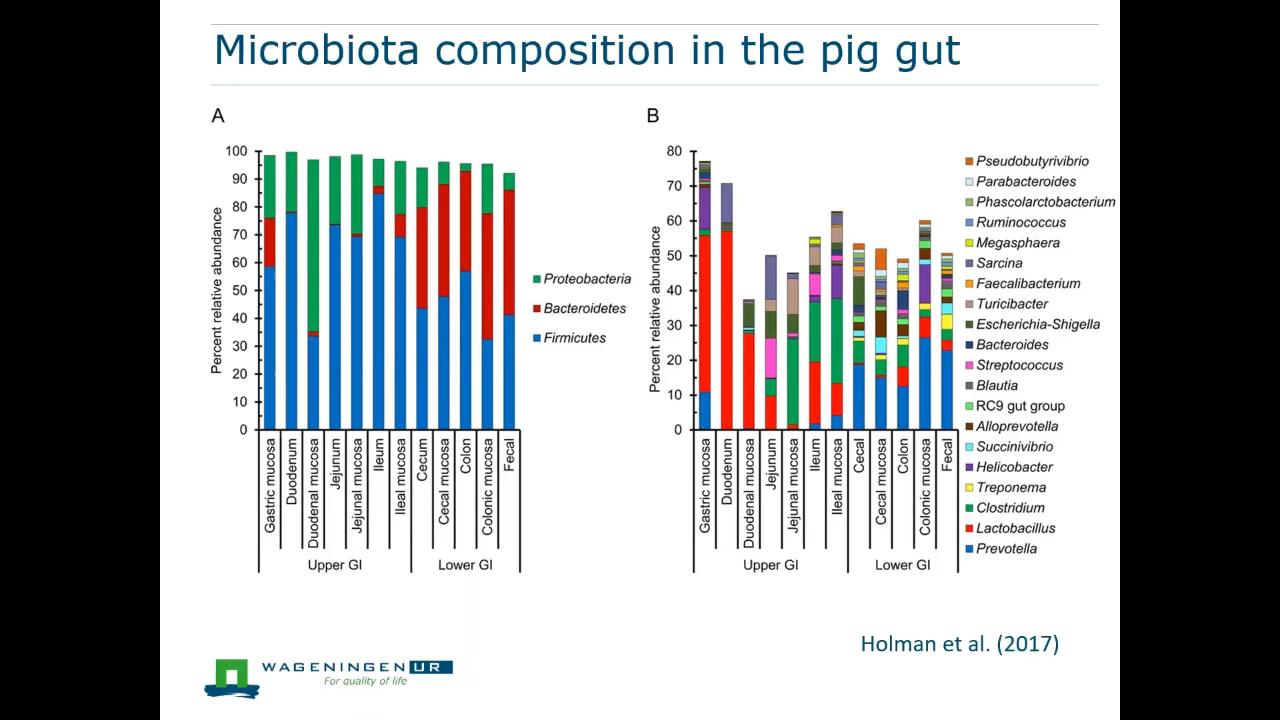 Microbiota composition in the pig gut
A
Percent relative abundance
100
90
80
70
60
50
40
30
20
10
0
Gastric mucosa
Duodenum
Duodenal mucosa
Jejunum
Jejunal mucosa
Ileum
Ileal mucosa
Cecum
Cecal mucosa
Colon
Colonic mucosa
Fecal
Upper GI
Lower GI
Proteobacteria
Bacteroidetes
Firmicutes
B
Percent relative abundance
80
70
60
50
40
30
20
10
0
Gastric mucosa
Duodenum
Duodenal mucosa
Jejunum
Jejunal mucosa
Ileum
Ileal mucosa
Cecal
Cecal mucosa
Colon
Colonic mucosa
Fecal
Upper GI
Lower GI
Pseudobutyrivibrio
Parabacteroides
Phascolarctobacterium
Ruminococcus
Megasphaera
Sarcina
Faecalibacterium
Turicibacter
Escherichia-Shigella
Bacteroides
Streptococcus
Blautia
RC9 gut group
Alloprevotella
Succinivibrio
Helicobacter
Treponema
Clostridium
Lactobacillus
Prevotella
Holman et al. (2017)
WAGENINGEN UR
For quality of life